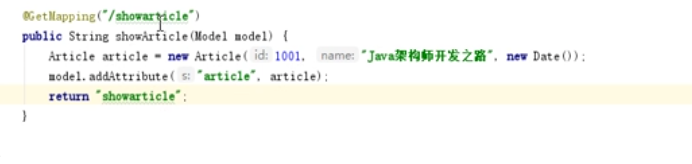 @GetMapping("/showarticle")
public String showArticle(Model model) {
Article article = new Article( id: 1001, name: "Java架构师开发之路", new Date());
model.addAttribute( s: "article", article);
return "showarticle";
}